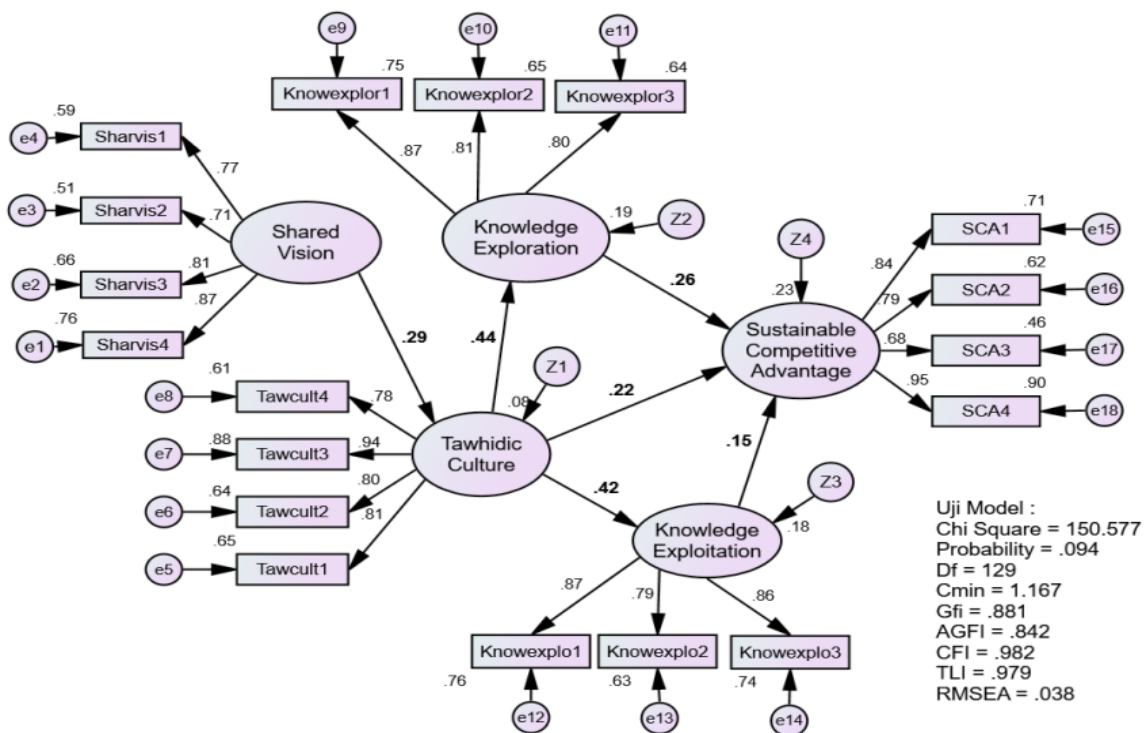 e9
e10
e11
.75
.65
.64
Knowexplor1
Knowexplor2
Knowexplor3
.87
.81
.80
.59
e4
Sharvis1
.77
.51
e3
Sharvis2
.71
.66
e2
Sharvis3
.81
.76
e1
Sharvis4
.87
Shared
Vision
Knowledge
Exploration
.19
Z2
Z4
.23
.26
.29
.44
.22
.15
.42
.71
SCA1
e15
.84
.62
SCA2
e16
.79
.46
SCA3
e17
.68
.90
SCA4
e18
.95
Sustainable
Competitive
Advantage
.61
e8
Tawcult4
.78
.88
e7
Tawcult3
.94
.64
e6
Tawcult2
.80
.65
e5
Tawcult1
.81
Z1
.08
Tawhidic
Culture
Z3
.18
Knowledge
Exploitation
.87
.79
.86
Knowexplo1
Knowexplo2
Knowexplo3
.76
.63
.74
e12
e13
e14
Uji Model :
Chi Square = 150.577
Probability = .094
Df = 129
Cmin = 1.167
Gfi = .881
AGFI = .842
CFI = .982
TLI = .979
RMSEA = .038